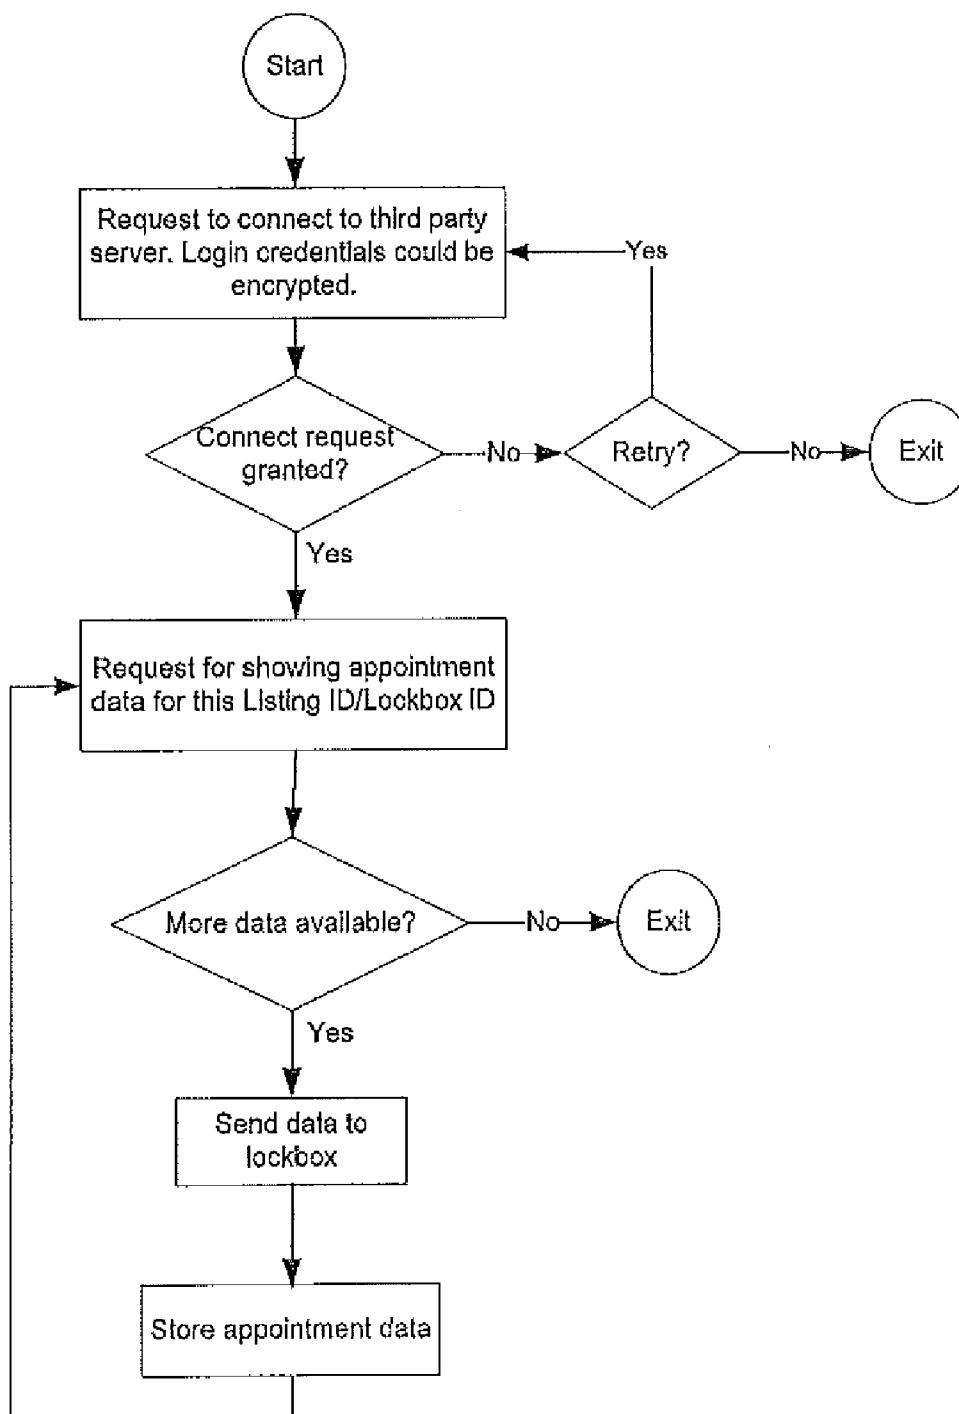 Start
Request to connect to third party
server. Login credentials could be
encrypted.
Yes
Connect request
granted?
No
Retry?
No
Exit
Yes
Request for showing appointment
data for this Listing ID/Lockbox ID
More data available?
No
Exit
Yes
Send data to
lockbox
Store appointment data